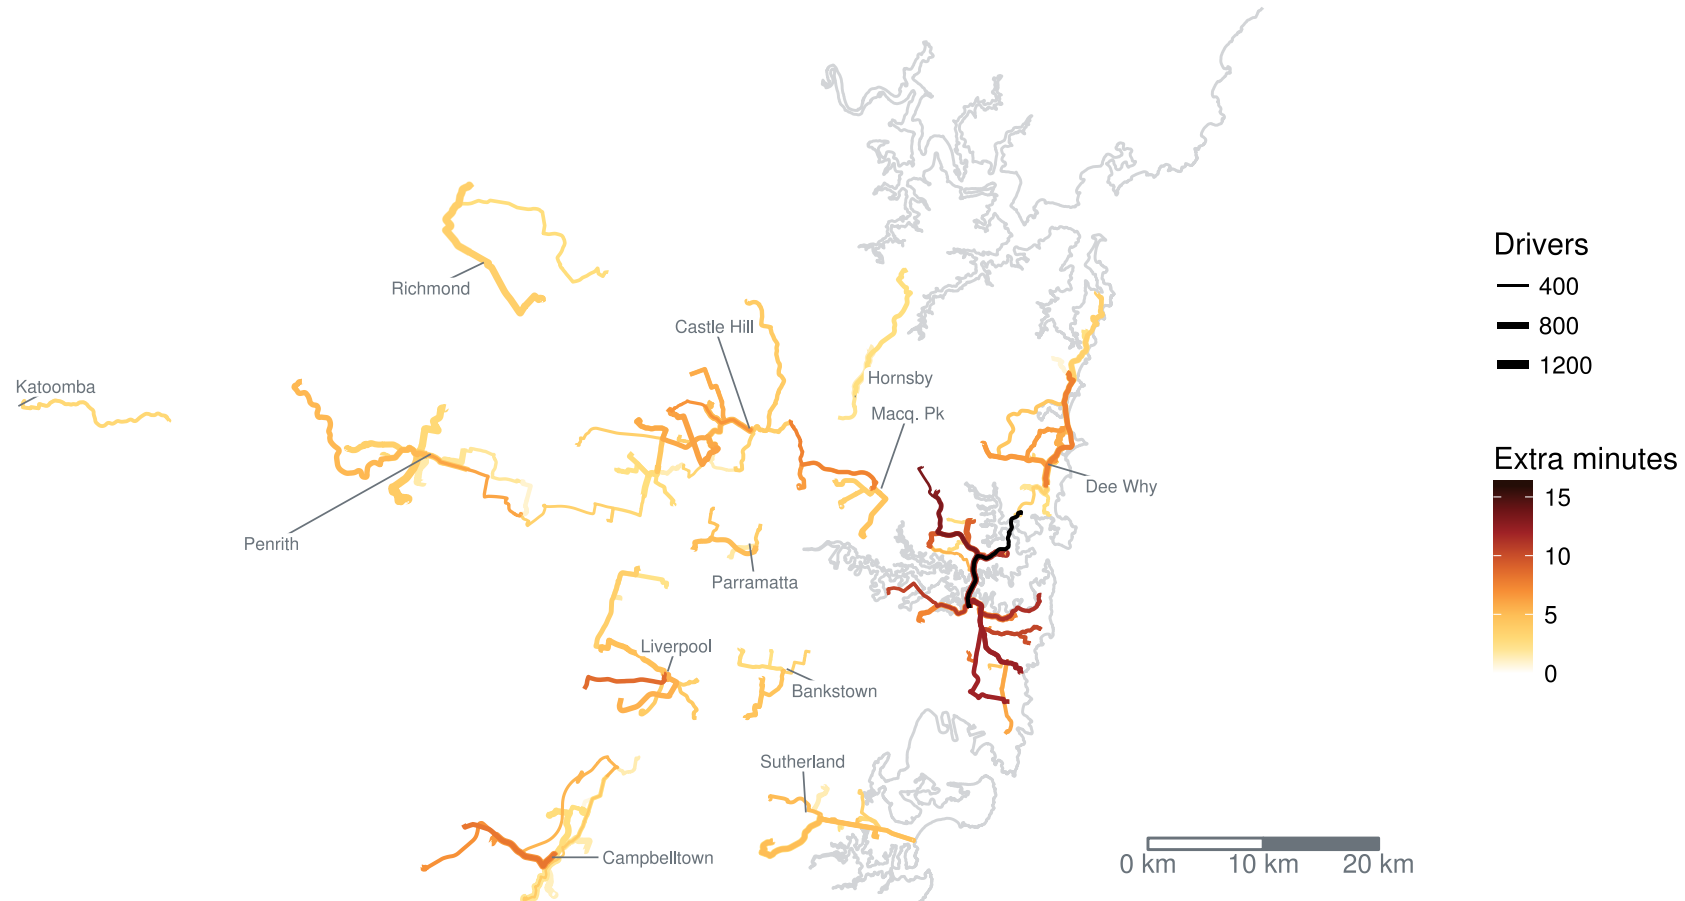 Drivers
400
800
1200
Richmond
Castle Hill
Hornsby
Katoomba
Macq. Pk
Extra minutes
15
10
5
0
Dee Why
Penrith
Parramatta
Liverpool
Bankstown
Sutherland
Campbelltown
0 km 10 km 20 km